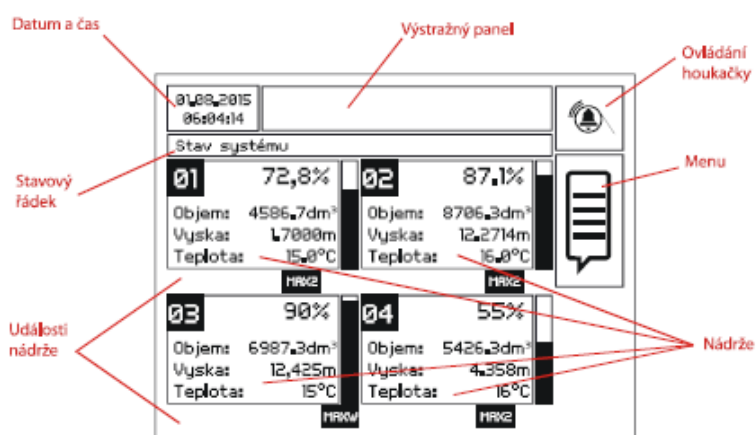 Datum a čas
Výstražný panel
Ovládání
houkačky
01.08.2015
06:04:14
Stav systému
Menu
Stavový
řádek
01 72,8% 02 87.1%
Objem: 4586.7dm³ Objem: 8706.3dm³
Vyska: 1.7000m Vyska: 12.2714m
Teplota: 15.0°C Teplota: 16.0°C
MAX2 MAX2
03 90% 04 55%
Události
nádrže
Objem: 6987.3dm³ Objem: 5426.3dm³
Nádrže
Vyska: 12,425m Vyska: 4.358m
Teplota: 15°C Teplota: 16°C
MAXW MAX2